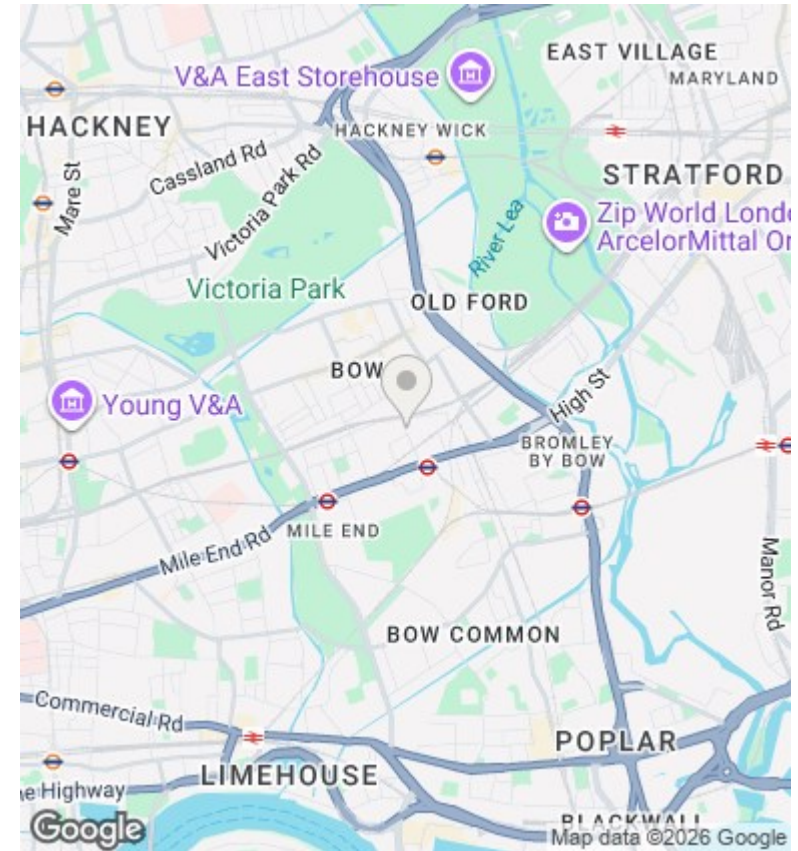 EAST VILLAGE
V&A East Storehouse
MARYLAND
HACKNEY
HACKNEY WICK
Cassland Rd
Victoria Park Rd
Mare St
STRATFORD
Zip World Londo
ArcelorMittal Or
River Lea
Victoria Park
OLD FORD
BOW
Young V&A
High St
BROMLEY
BY BOW
MILE END
Mile End Rd
Manor Rd
BOW COMMON
Commercial Rd
POPLAR
LIMEHOUSE
e Highway
BLACKWALL
Google
Map data ©2026 Google